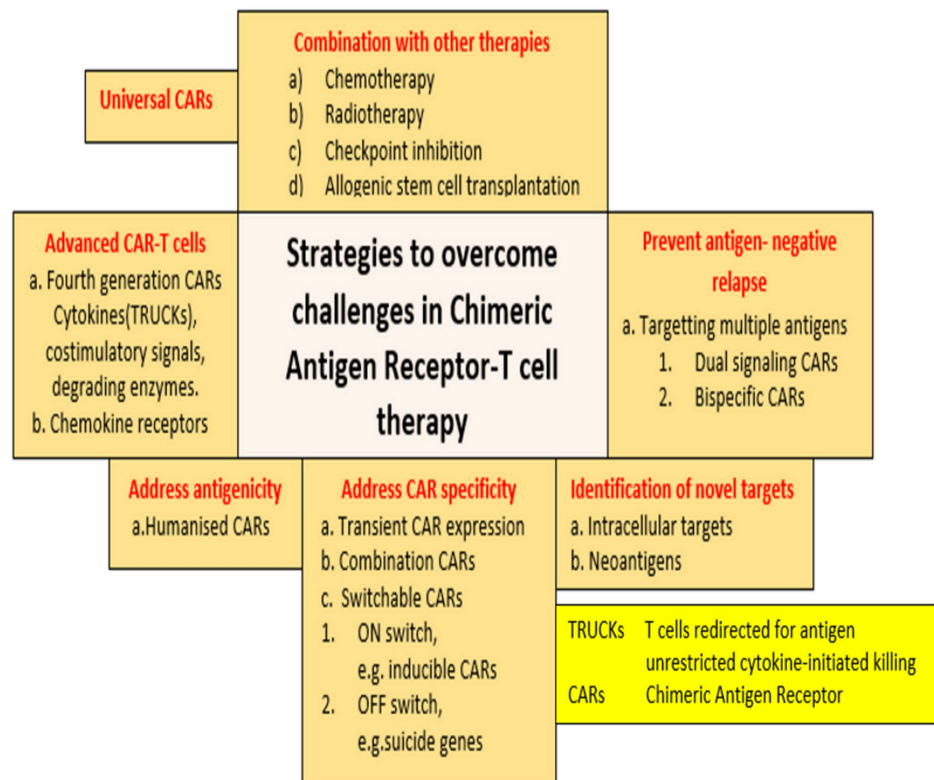 Combination with other therapies
a) Chemotherapy
b) Radiotherapy
c) Checkpoint inhibition
d) Allogenic stem cell transplantation
Universal CARs
Advanced CAR-T cells
a. Fourth generation CARs
Cytokines(TRUCKs),
costimulatory signals,
degrading enzymes.
b. Chemokine receptors
Strategies to overcome
challenges in Chimeric
Antigen Receptor-T cell
therapy
Prevent antigen- negative
relapse
a. Targetting multiple antigens
1. Dual signaling CARs
2. Bispecific CARs
Address antigenicity
a.Humanised CARs
Address CAR specificity
a. Transient CAR expression
b. Combination CARs
c. Switchable CARs
1. ON switch,
e.g. inducible CARs
2. OFF switch,
e.g.suicide genes
Identification of novel targets
a. Intracellular targets
b. Neoantigens
TRUCKs T cells redirected for antigen
unrestricted cytokine-initiated killing
CARs Chimeric Antigen Receptor